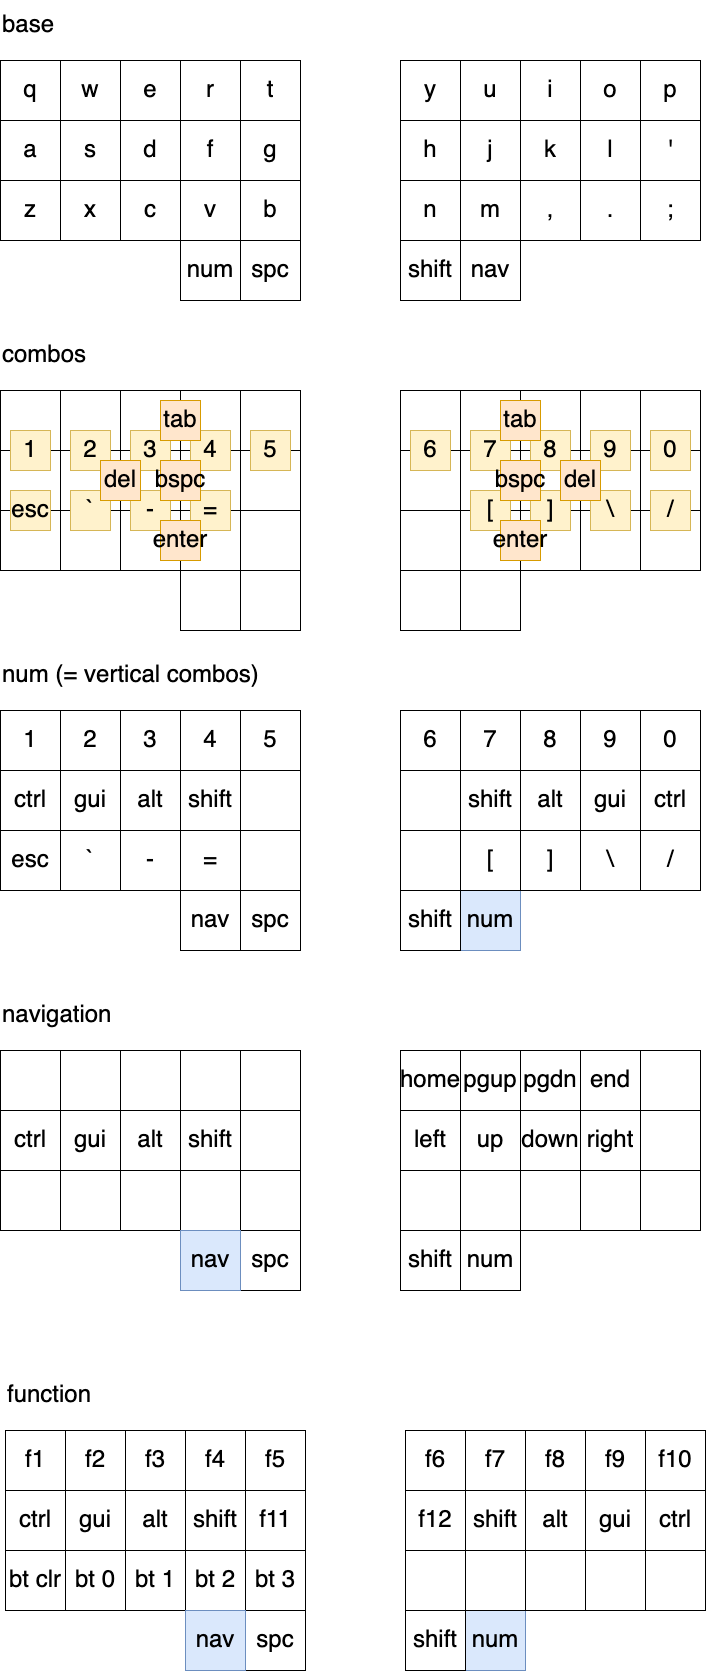 base
q w e r t y u i o p
a s d f g h j k l '
z x c v b n m , . ;
num spc shift nav
combos
tab tab
1 2 3 4 5 6 7 8 9 0
del bspc bspc del
esc ` - = [ ] \ /
enter enter
num (= vertical combos)
1 2 3 4 5 6 7 8 9 0
ctrl gui alt shift shift alt gui ctrl
esc ` - = [ ] \ /
nav spc shift num
navigation
home pgup pgdn end
ctrl gui alt shift left up down right
nav spc shift num
function
f1 f2 f3 f4 f5 f6 f7 f8 f9 f10
ctrl gui alt shift f11 f12 shift alt gui ctrl
bt clr bt 0 bt 1 bt 2 bt 3
nav spc shift num